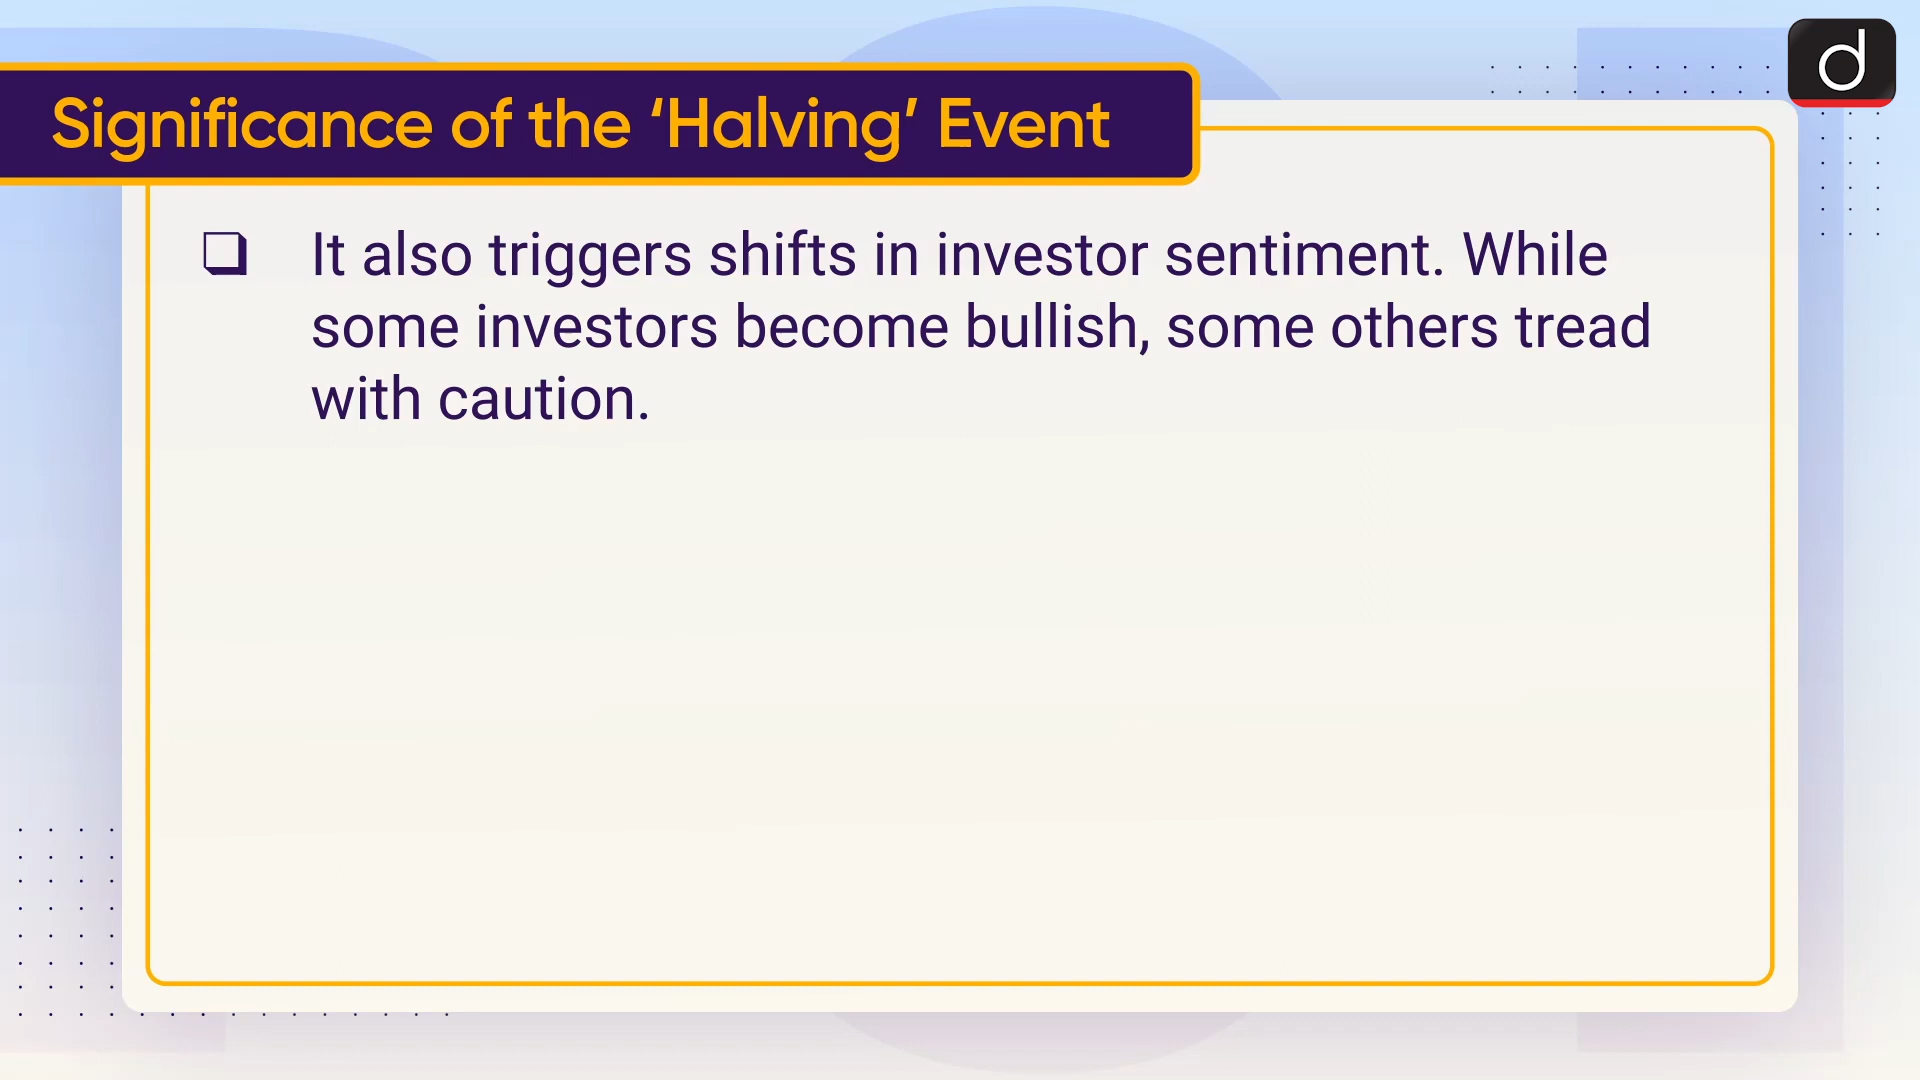 Significance of the ‘Halving’ Event
d
❑ It also triggers shifts in investor sentiment. While
some investors become bullish, some others tread
with caution.